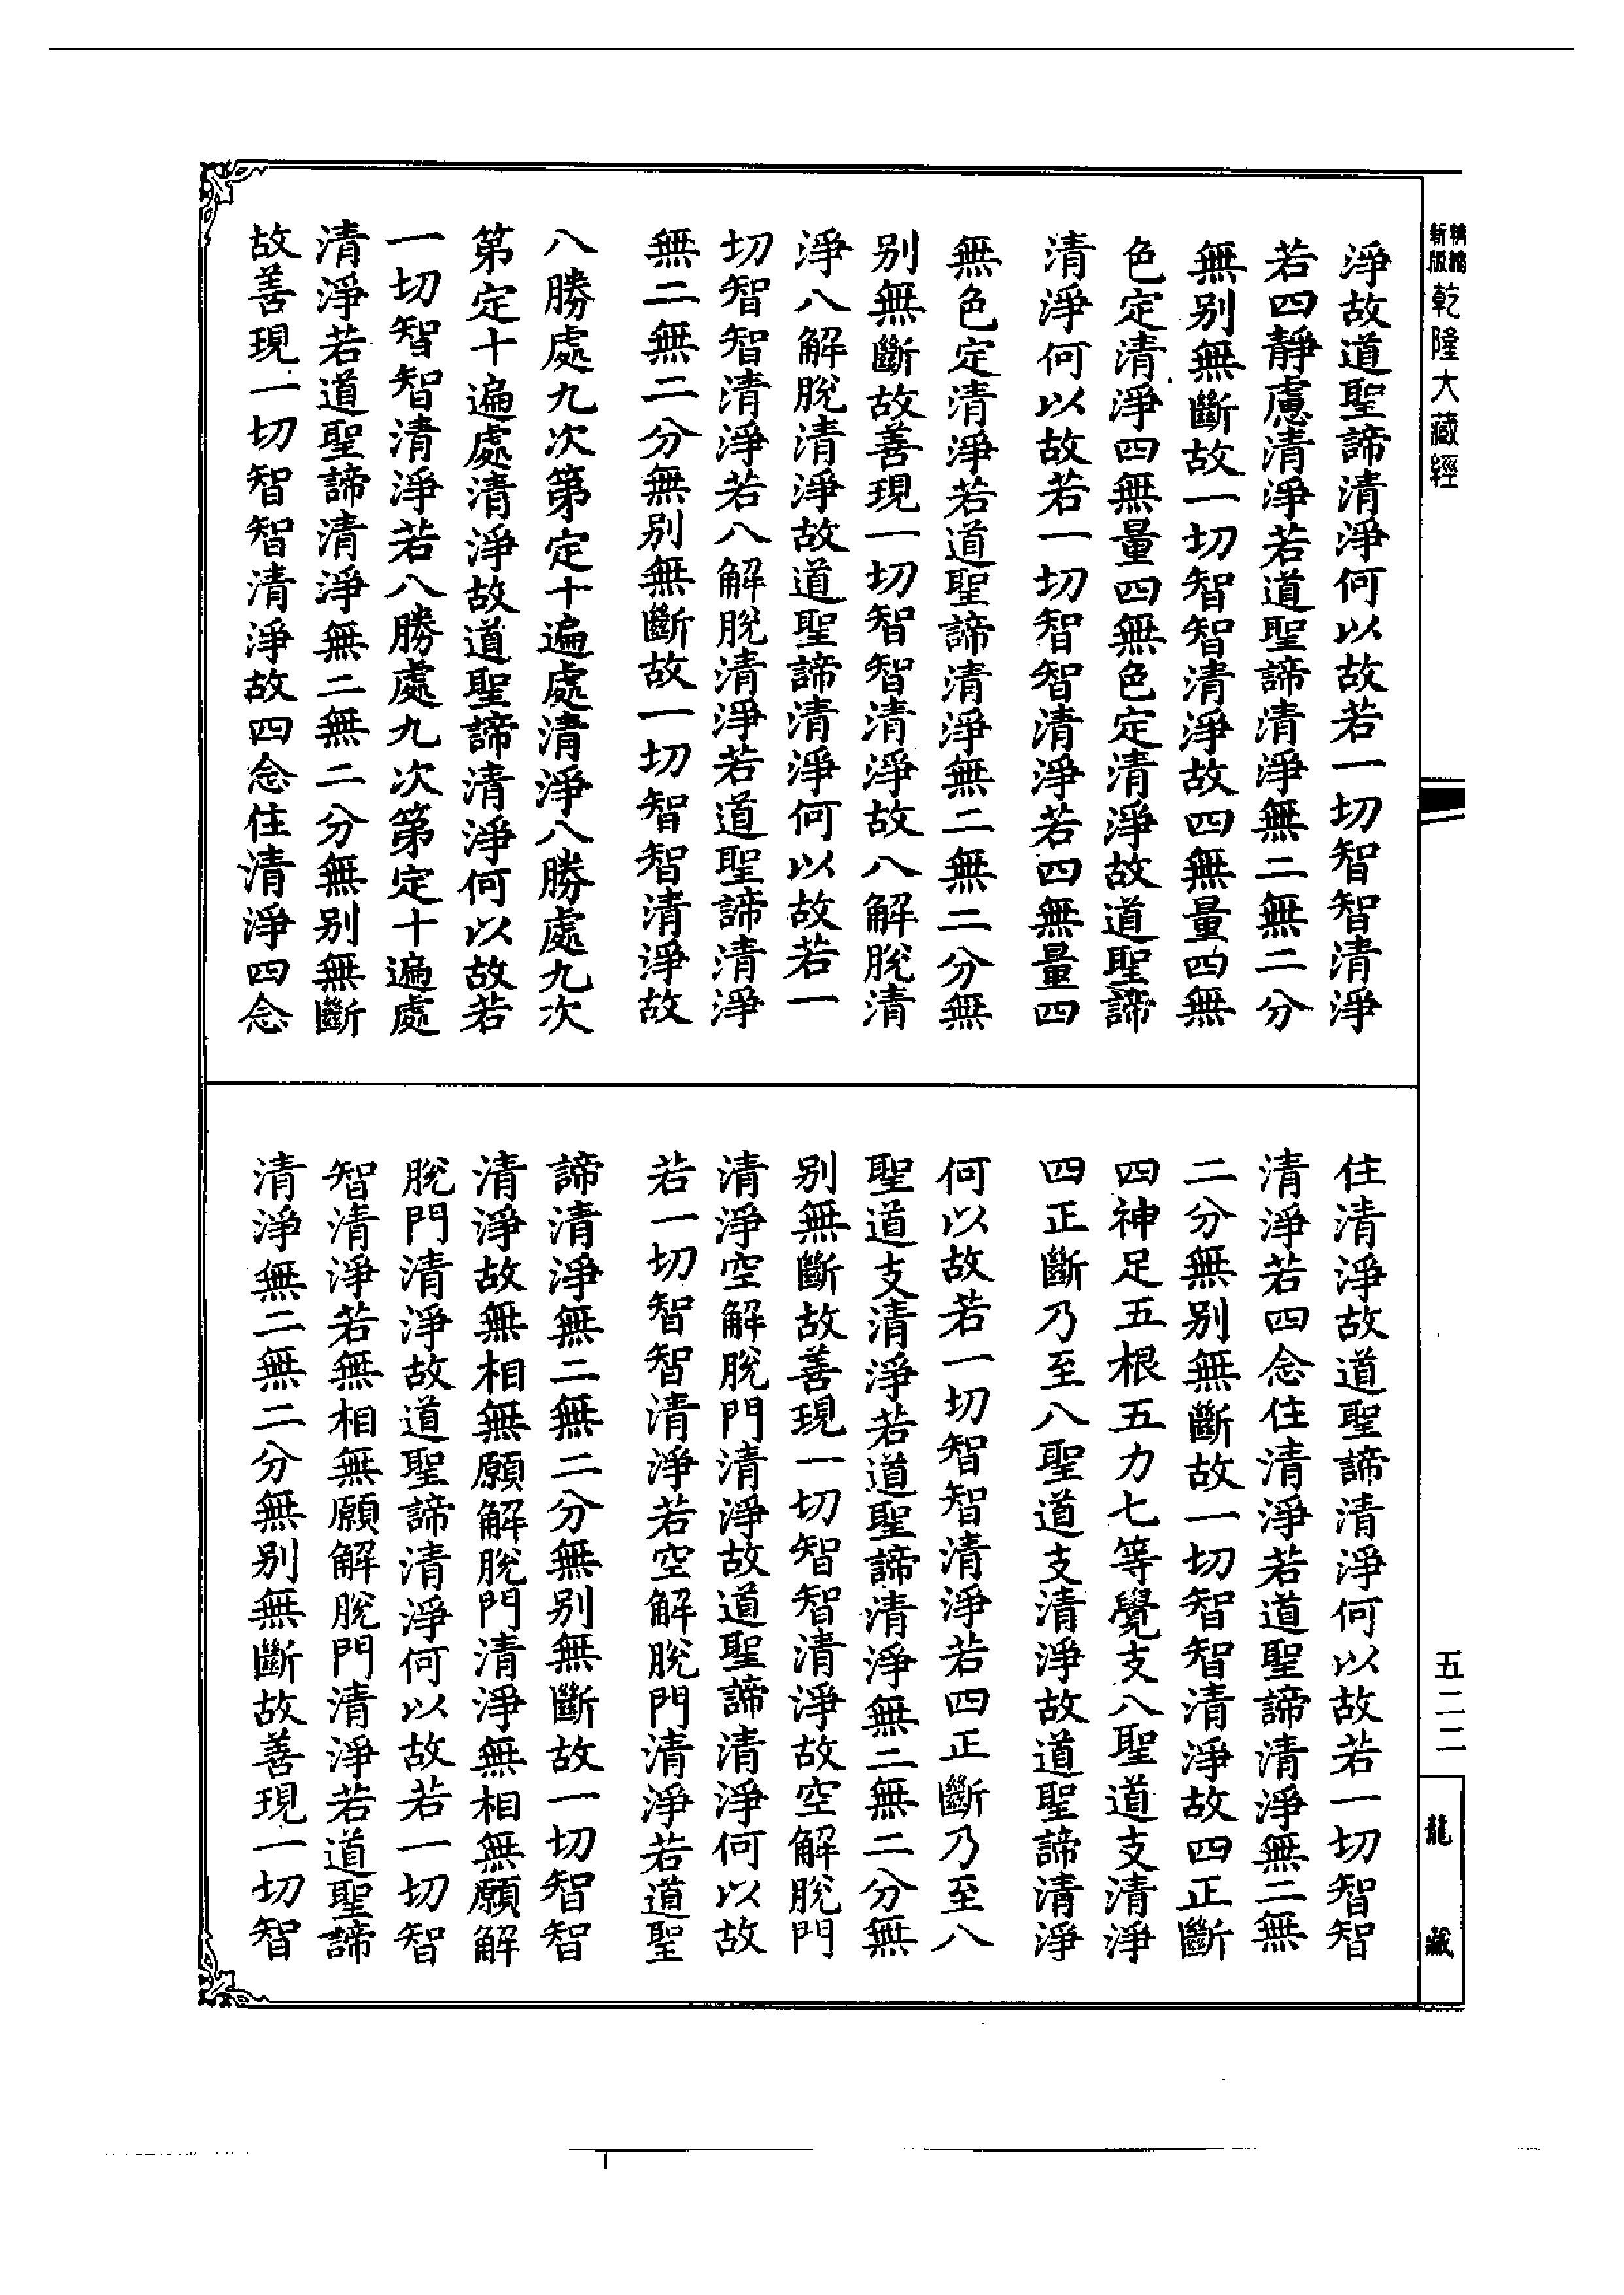 新版
精縮
乾隆大藏經
淨故道聖諦清淨何以故若一切智智清淨
若四靜慮清淨若道聖諦清淨無二無二分
無別無斷故一切智智清淨故四無量四無
色定清淨四無量四無色定清淨故道聖諦
清淨何以故若一切智智清淨若四無量四
無色定清淨若道聖諦清淨無二無二分無
別無斷故善現一切智智清淨故八解脫清
淨八解脫清淨故道聖諦清淨何以故若一
切智智清淨若八解脫清淨若道聖諦清淨
無二無二分無別無斷故一切智智清淨故
八勝處九次第定十遍處清淨八勝處九次
第定十遍處清淨故道聖諦清淨何以故若
一切智智清淨若八勝處九次第定十遍處
清淨若道聖諦清淨無二無二分無別無斷
故善現一切智智清淨故四念住清淨四念
住清淨故道聖諦清淨何以故若一切智智
清淨若四念住清淨若道聖諦清淨無二無
二分無別無斷故一切智智清淨故四正斷
四神足五根五力七等覺支八聖道支清淨
四正斷乃至八聖道支清淨故道聖諦清淨
何以故若一切智智清淨若四正斷乃至八
聖道支清淨若道聖諦清淨無二無二分無
別無斷故善現一切智智清淨故空解脫門
清淨空解脫門清淨故道聖諦清淨何以故
若一切智智清淨若空解脫門清淨若道聖
諦清淨無二無二分無別無斷故一切智智
清淨故無相無願解脫門清淨無相無願解
脫門清淨故道聖諦清淨何以故若一切智
智清淨若無相無願解脫門清淨若道聖諦
清淨無二無二分無別無斷故善現一切智
五二二
龍藏